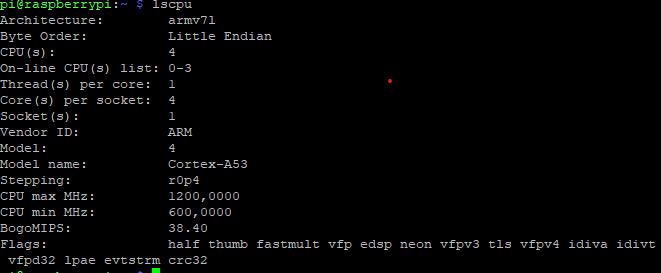 pi@raspberrypi:~ $ lscpu
Architecture: armv7l
Byte Order: Little Endian
CPU(s): 4
On-line CPU(s) list: 0-3
Thread(s) per core: 1
Core(s) per socket: 4
Socket(s): 1
Vendor ID: ARM
Model: 4
Model name: Cortex-A53
Stepping: r0p4
CPU max MHz: 1200,0000
CPU min MHz: 600,0000
BogoMIPS: 38.40
Flags: half thumb fastmult vfp edsp neon vfpv3 tls vfpv4 idiva idivt
vfpd32 lpae evtstrm crc32
pi@raspberrypi:~ $